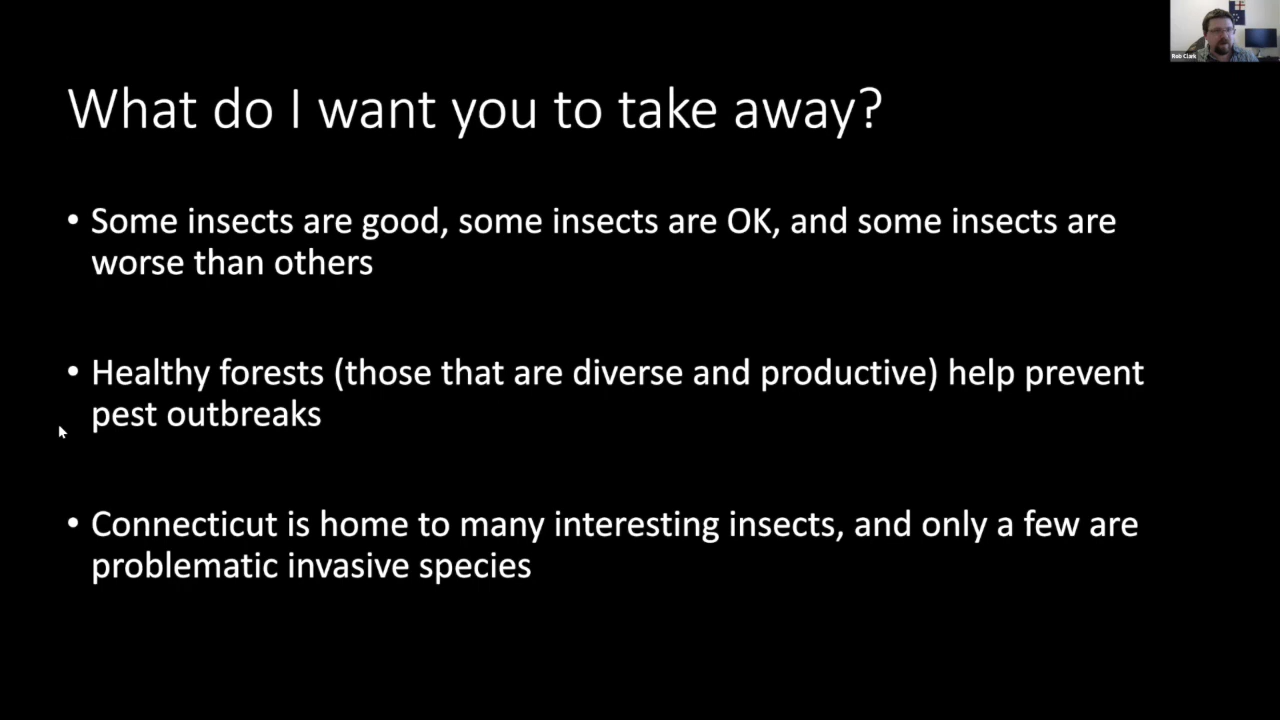 Rob Clark
What do I want you to take away?
• Some insects are good, some insects are OK, and some insects are
worse than others
• Healthy forests (those that are diverse and productive) help prevent
pest outbreaks
• Connecticut is home to many interesting insects, and only a few are
problematic invasive species